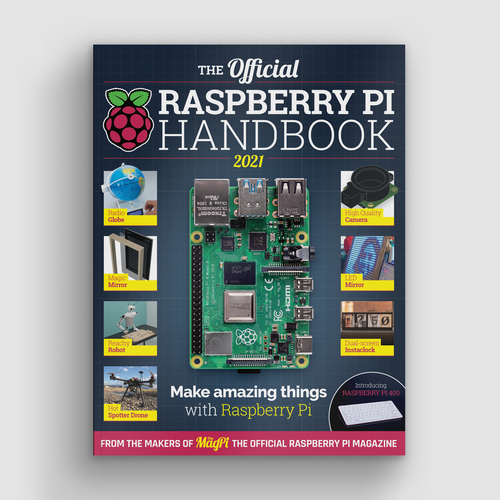 THE Official
RASPBERRY PI
HANDBOOK
2021
Radio
Globe
Magic
Mirror
Reachy
Robot
Hot
Spotter Drone
High Quality
Camera
LED
Mirror
Dual-screen
Instaclock
HDMI
Make amazing things
with Raspberry Pi
Introducing
RASPBERRY PI 400
FROM THE MAKERS OF MagPi THE OFFICIAL RASPBERRY PI MAGAZINE